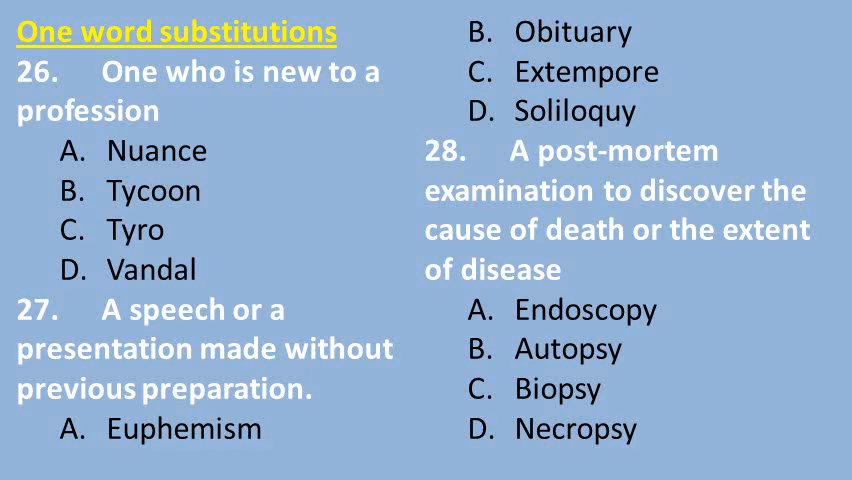 One word substitutions
26. One who is new to a
profession
A. Nuance
B. Tycoon
C. Tyro
D. Vandal
27. A speech or a
presentation made without
previous preparation.
A. Euphemism
B. Obituary
C. Extempore
D. Soliloquy
28. A post-mortem
examination to discover the
cause of death or the extent
of disease
A. Endoscopy
B. Autopsy
C. Biopsy
D. Necropsy